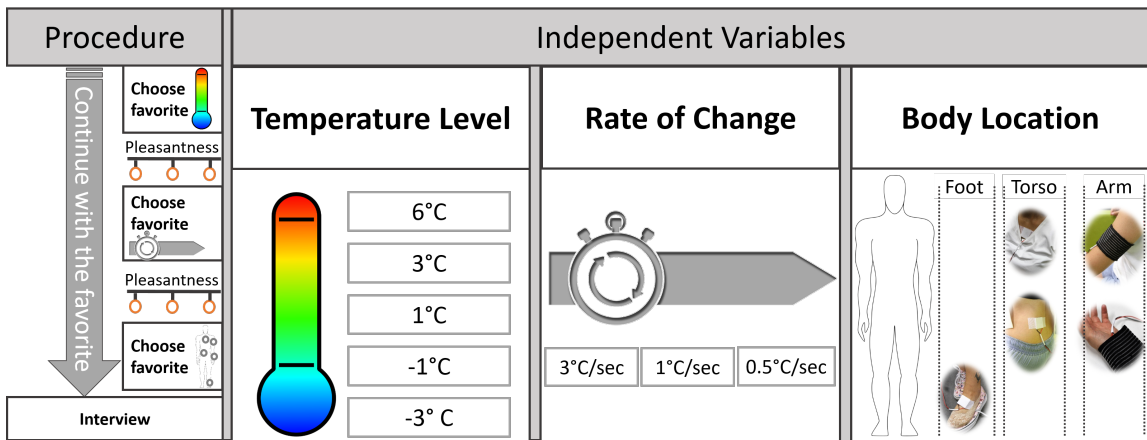 Procedure
Independent Variables
Continue with the favorite
Choose
favorite
Pleasantness
Choose
favorite
Pleasantness
Choose
favorite
Interview
Temperature Level
6°C
3°C
1°C
-1°C
-3° C
Rate of Change
3°C/sec
1°C/sec
0.5°C/sec
Body Location
Foot
Torso
Arm